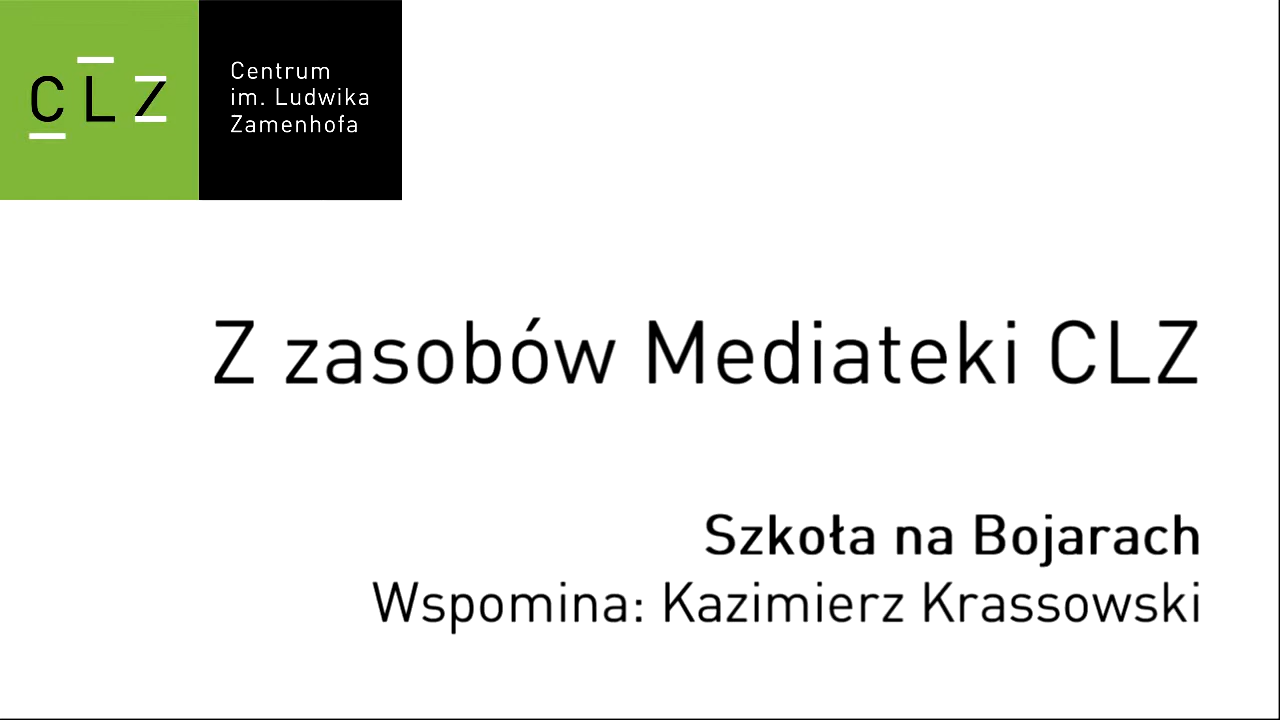 CLZ
Centrum
im. Ludwika
Zamenhofa
Z zasobów Mediateki CLZ
Szkoła na Bojarach
Wspomina: Kazimierz Krassowski